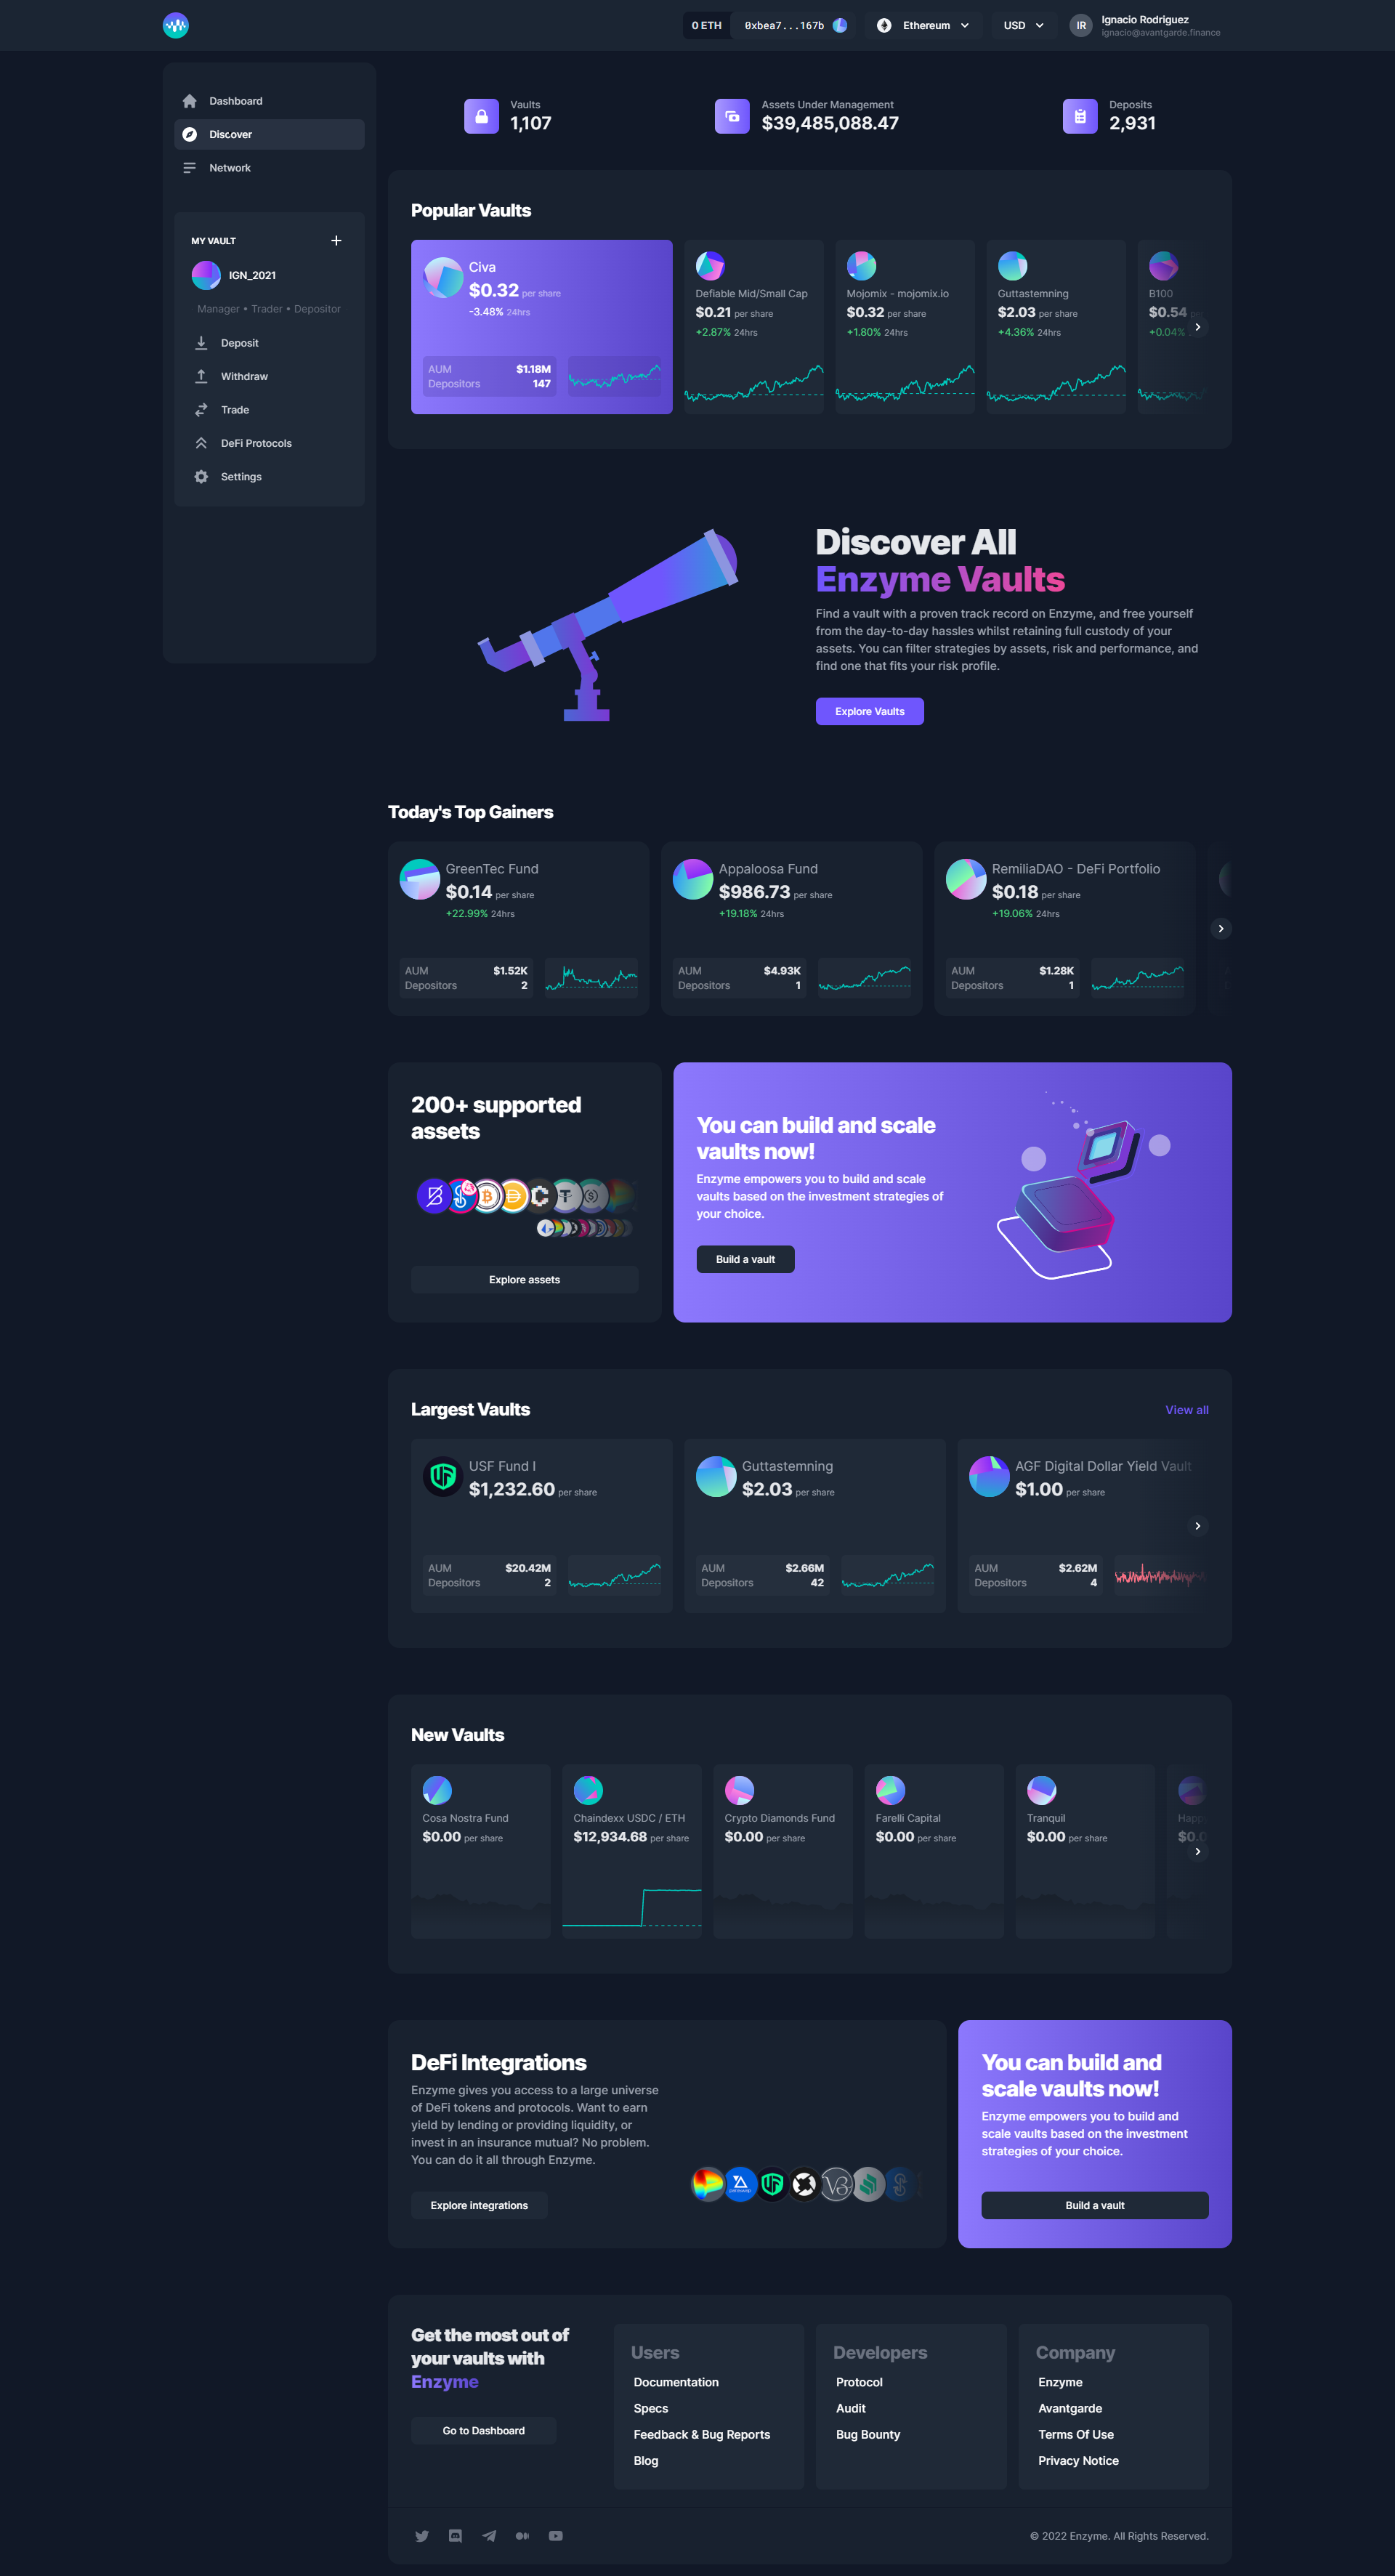 0 ETH 0xbea7...167b Ethereum USD IR Ignacio Rodriguez
ignacio@avantgarde.finance
Dashboard
Discover
Network
MY VAULT
IGN_2021
Manager • Trader • Depositor
Deposit
Withdraw
Trade
DeFi Protocols
Settings
Vaults
1,107
Assets Under Management
$39,485,088.47
Deposits
2,931
Popular Vaults
Civa
$0.32 per share
-3.48% 24hrs
AUM $1.18M
Depositors 147
Defiable Mid/Small Cap
$0.21 per share
+2.87% 24hrs
Mojomix - mojomix.io
$0.32 per share
+1.80% 24hrs
Guttastemning
$2.03 per share
+4.36% 24hrs
B100
$0.54
+0.04%
Discover All
Enzyme Vaults
Find a vault with a proven track record on Enzyme, and free yourself
from the day-to-day hassles whilst retaining full custody of your
assets. You can filter strategies by assets, risk and performance, and
find one that fits your risk profile.
Explore Vaults
Today's Top Gainers
GreenTec Fund
$0.14 per share
+22.99% 24hrs
AUM $1.52K
Depositors 2
Appaloosa Fund
$986.73 per share
+19.18% 24hrs
AUM $4.93K
Depositors 1
RemiliaDAO - DeFi Portfolio
$0.18 per share
+19.06% 24hrs
AUM $1.28K
Depositors 1
200+ supported
assets
Explore assets
You can build and scale
vaults now!
Enzyme empowers you to build and scale
vaults based on the investment strategies of
your choice.
Build a vault
Largest Vaults
View all
USF Fund I
$1,232.60 per share
AUM $20.42M
Depositors 2
Guttastemning
$2.03 per share
AUM $2.66M
Depositors 42
AGF Digital Dollar Yield Vault
$1.00 per share
AUM $2.62M
Depositors 4
New Vaults
Cosa Nostra Fund
$0.00 per share
Chaindexx USDC / ETH
$12,934.68 per share
Crypto Diamonds Fund
$0.00 per share
Farelli Capital
$0.00 per share
Tranquil
$0.00 per share
DeFi Integrations
Enzyme gives you access to a large universe
of DeFi tokens and protocols. Want to earn
yield by lending or providing liquidity, or
invest in an insurance mutual? No problem.
You can do it all through Enzyme.
Explore integrations
You can build and
scale vaults now!
Enzyme empowers you to build and
scale vaults based on the investment
strategies of your choice.
Build a vault
Get the most out of
your vaults with
Enzyme
Go to Dashboard
Users
Documentation
Specs
Feedback & Bug Reports
Blog
Developers
Protocol
Audit
Bug Bounty
Company
Enzyme
Avantgarde
Terms Of Use
Privacy Notice
© 2022 Enzyme. All Rights Reserved.